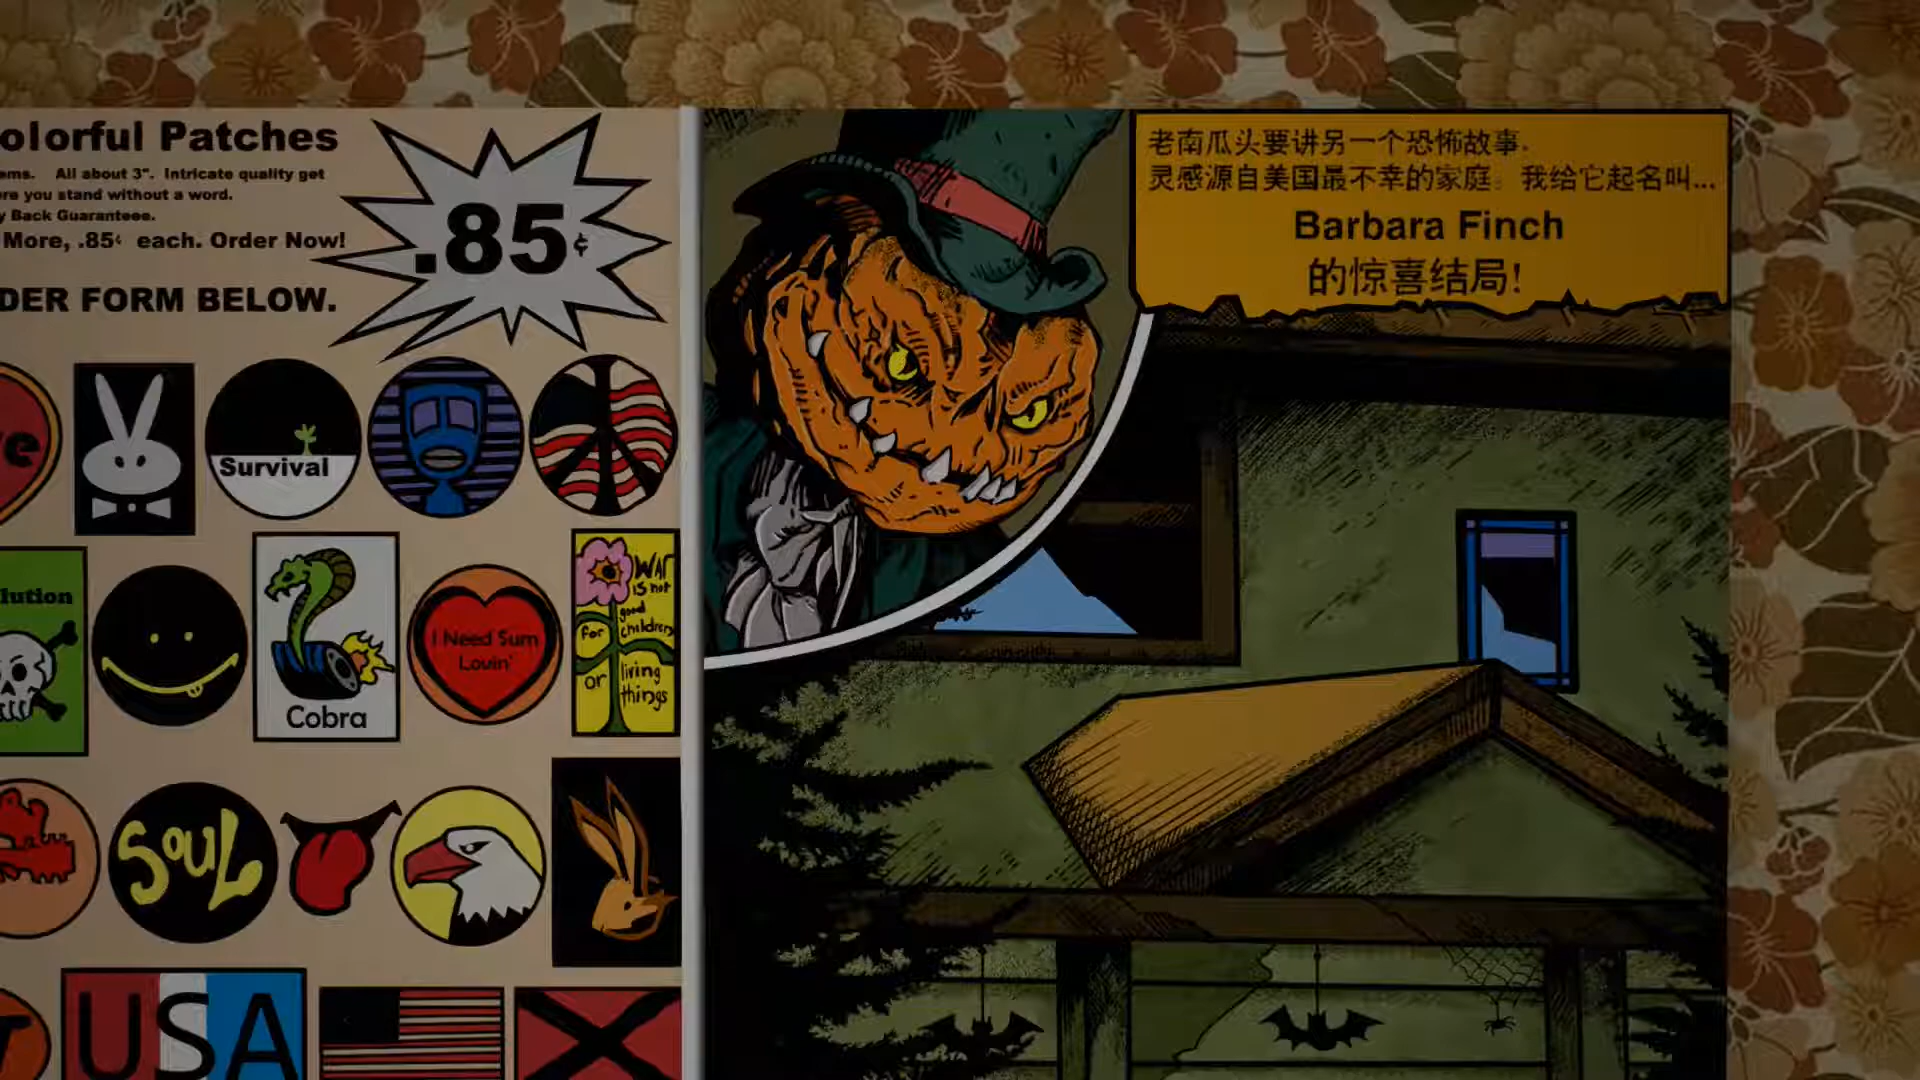 olorful Patches
ems. All about 3". Intricate quality get
ere you stand without a word.
y Back Guaranteee.
More, .85¢ each. Order Now!
DER FORM BELOW.
.85¢
ve
Survival
lution
Cobra
I Need Sum
Lovin'
War
is not
good
for children
or living
things
SOUL
USA
老南瓜头要讲另一个恐怖故事.
灵感源自美国最不幸的家庭。我给它起名叫...
Barbara Finch
的惊喜结局!